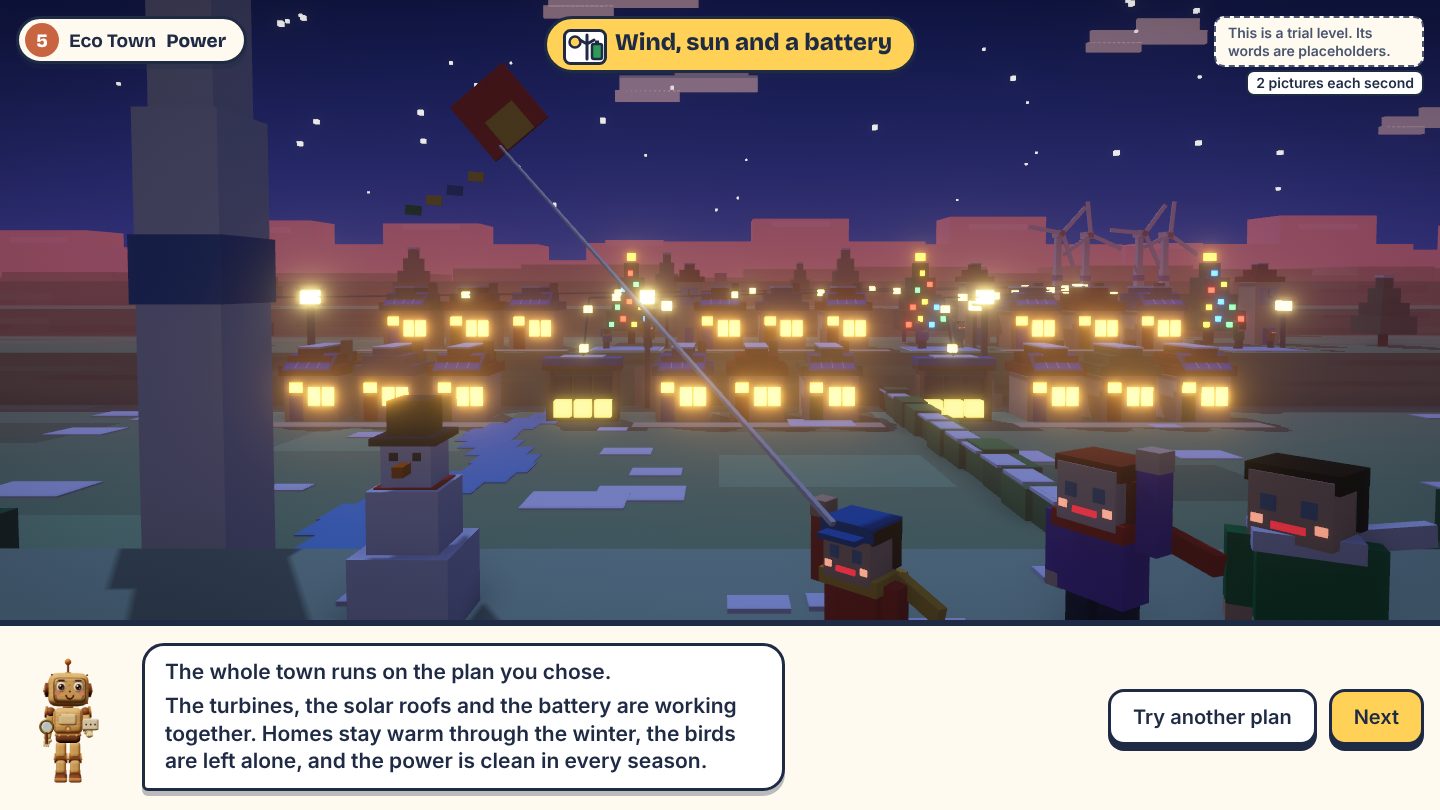 5 Eco Town Power
Wind, sun and a battery
This is a trial level. Its
words are placeholders.
2 pictures each second
The whole town runs on the plan you chose.
The turbines, the solar roofs and the battery are working
together. Homes stay warm through the winter, the birds
are left alone, and the power is clean in every season.
Try another plan
Next